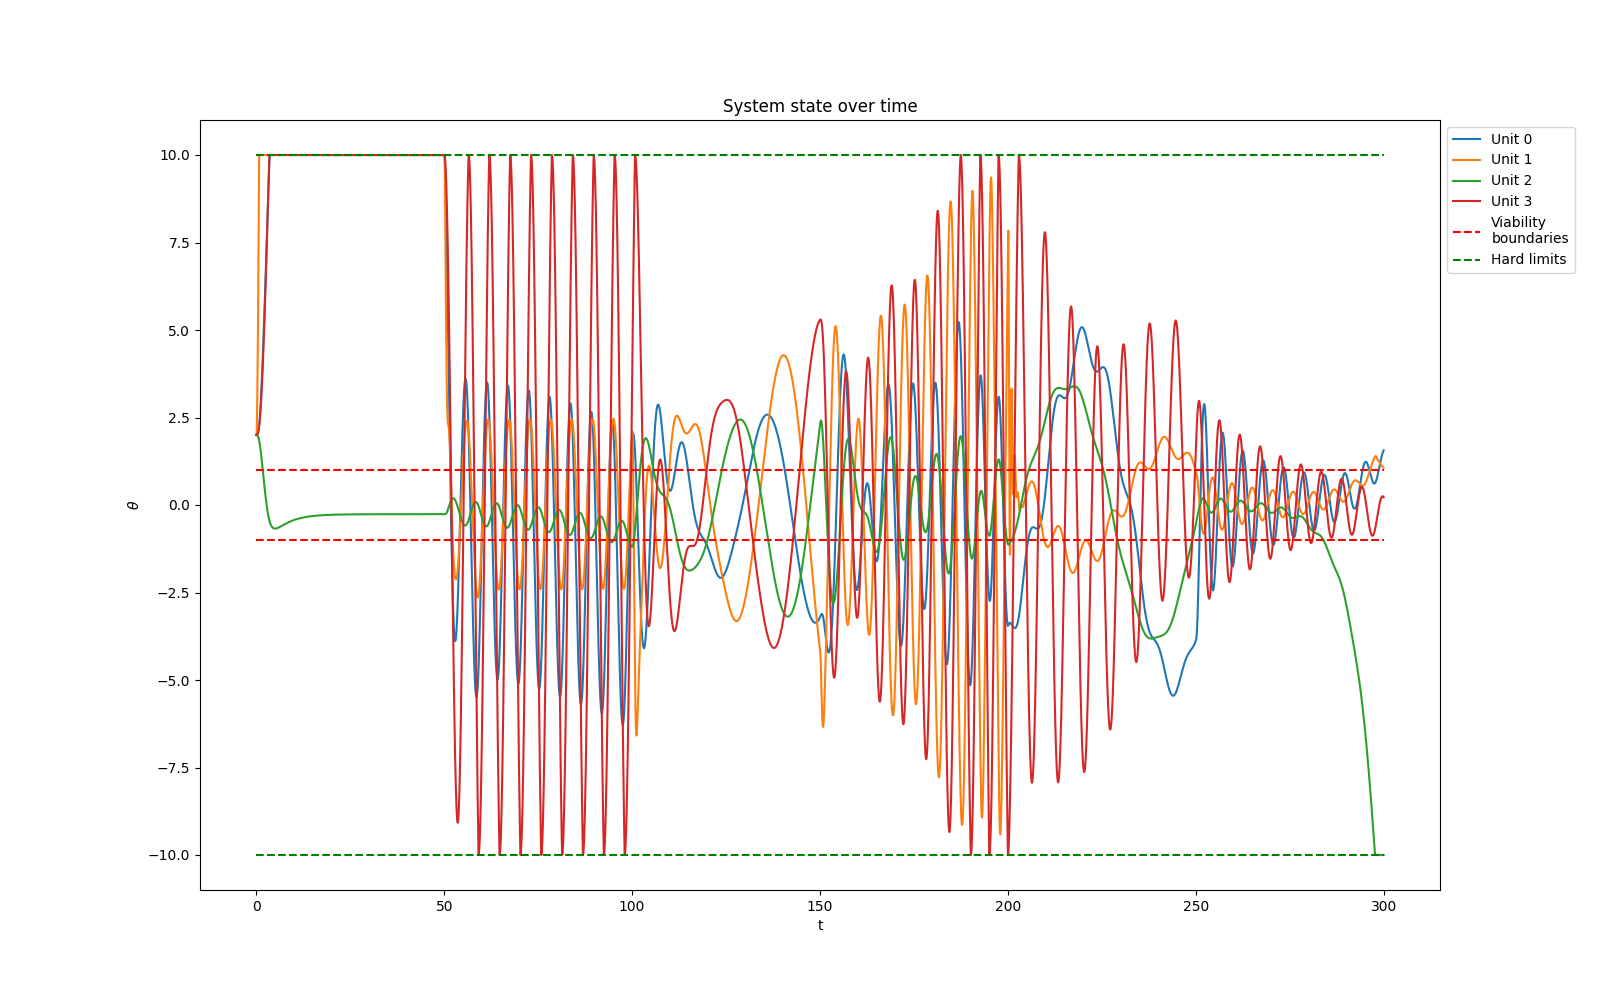 System state over time
10.0
7.5
5.0
2.5
0.0
−2.5
−5.0
−7.5
−10.0
θ
0
50
100
150
200
250
300
t
Unit 0
Unit 1
Unit 2
Unit 3
Viability
boundaries
Hard limits